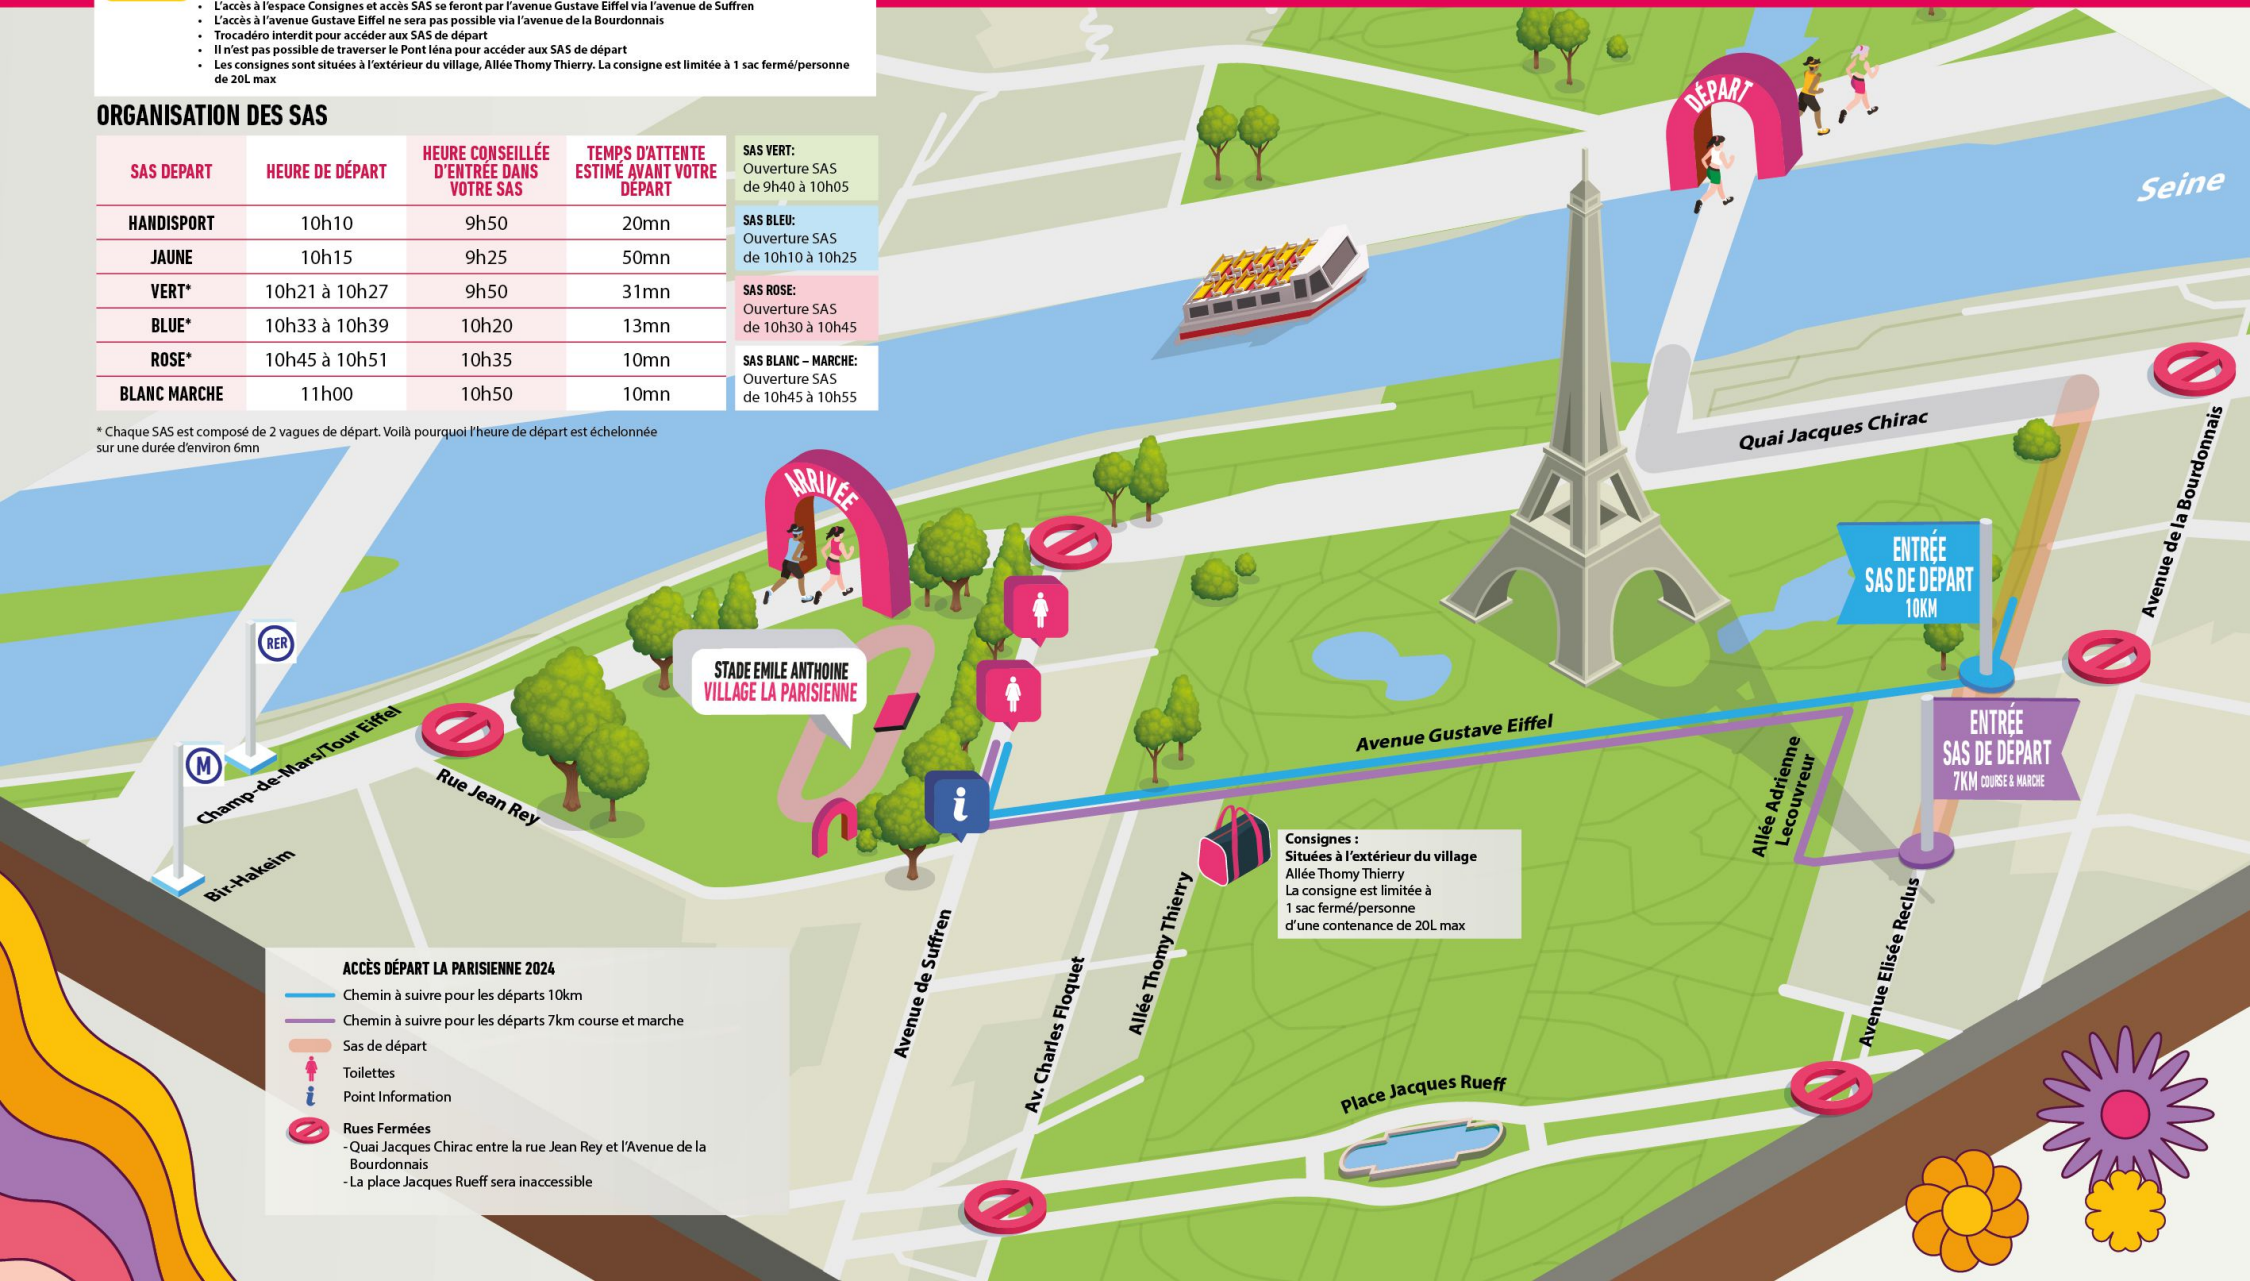 • L'accès à l'espace Consignes et accès SAS se feront par l'avenue Gustave Eiffel via l'avenue de Suffren
• L'accès à l'avenue Gustave Eiffel ne sera pas possible via l'avenue de la Bourdonnais
• Trocadéro interdit pour accéder aux SAS de départ
• Il n'est pas possible de traverser le Pont Iéna pour accéder aux SAS de départ
• Les consignes sont situées à l'extérieur du village, Allée Thomy Thierry. La consigne est limitée à 1 sac fermé/personne
de 20L max
ORGANISATION DES SAS
SAS DEPART
HEURE DE DÉPART
HEURE CONSEILLÉE
D'ENTRÉE DANS
VOTRE SAS
TEMPS D'ATTENTE
ESTIMÉ AVANT VOTRE
DÉPART
HANDISPORT 10h10 9h50 20mn
JAUNE 10h15 9h25 50mn
VERT* 10h21 à 10h27 9h50 31mn
BLUE* 10h33 à 10h39 10h20 13mn
ROSE* 10h45 à 10h51 10h35 10mn
BLANC MARCHE 11h00 10h50 10mn
SAS VERT:
Ouverture SAS
de 9h40 à 10h05
SAS BLEU:
Ouverture SAS
de 10h10 à 10h25
SAS ROSE:
Ouverture SAS
de 10h30 à 10h45
SAS BLANC – MARCHE:
Ouverture SAS
de 10h45 à 10h55
* Chaque SAS est composé de 2 vagues de départ. Voilà pourquoi l'heure de départ est échelonnée
sur une durée d'environ 6mn
DÉPART
Seine
Quai Jacques Chirac
Avenue de la Bourdonnais
ARRIVÉE
ENTRÉE
SAS DE DÉPART
10KM
RER
M
Champ-de-Mars/Tour Eiffel
Bir-Hakeim
Rue Jean Rey
STADE EMILE ANTHOINE
VILLAGE LA PARISIENNE
i
Avenue Gustave Eiffel
ENTRÉE
SAS DE DÉPART
7KM COURSE & MARCHE
Allée Adrienne
Lecouvreur
Consignes :
Situées à l'extérieur du village
Allée Thomy Thierry
La consigne est limitée à
1 sac fermé/personne
d'une contenance de 20L max
Avenue de Suffren
Av. Charles Floquet
Allée Thomy Thierry
Avenue Elisée Reclus
Place Jacques Rueff
ACCÈS DÉPART LA PARISIENNE 2024
Chemin à suivre pour les départs 10km
Chemin à suivre pour les départs 7km course et marche
Sas de départ
Toilettes
i Point Information
Rues Fermées
- Quai Jacques Chirac entre la rue Jean Rey et l'Avenue de la
Bourdonnais
- La place Jacques Rueff sera inaccessible